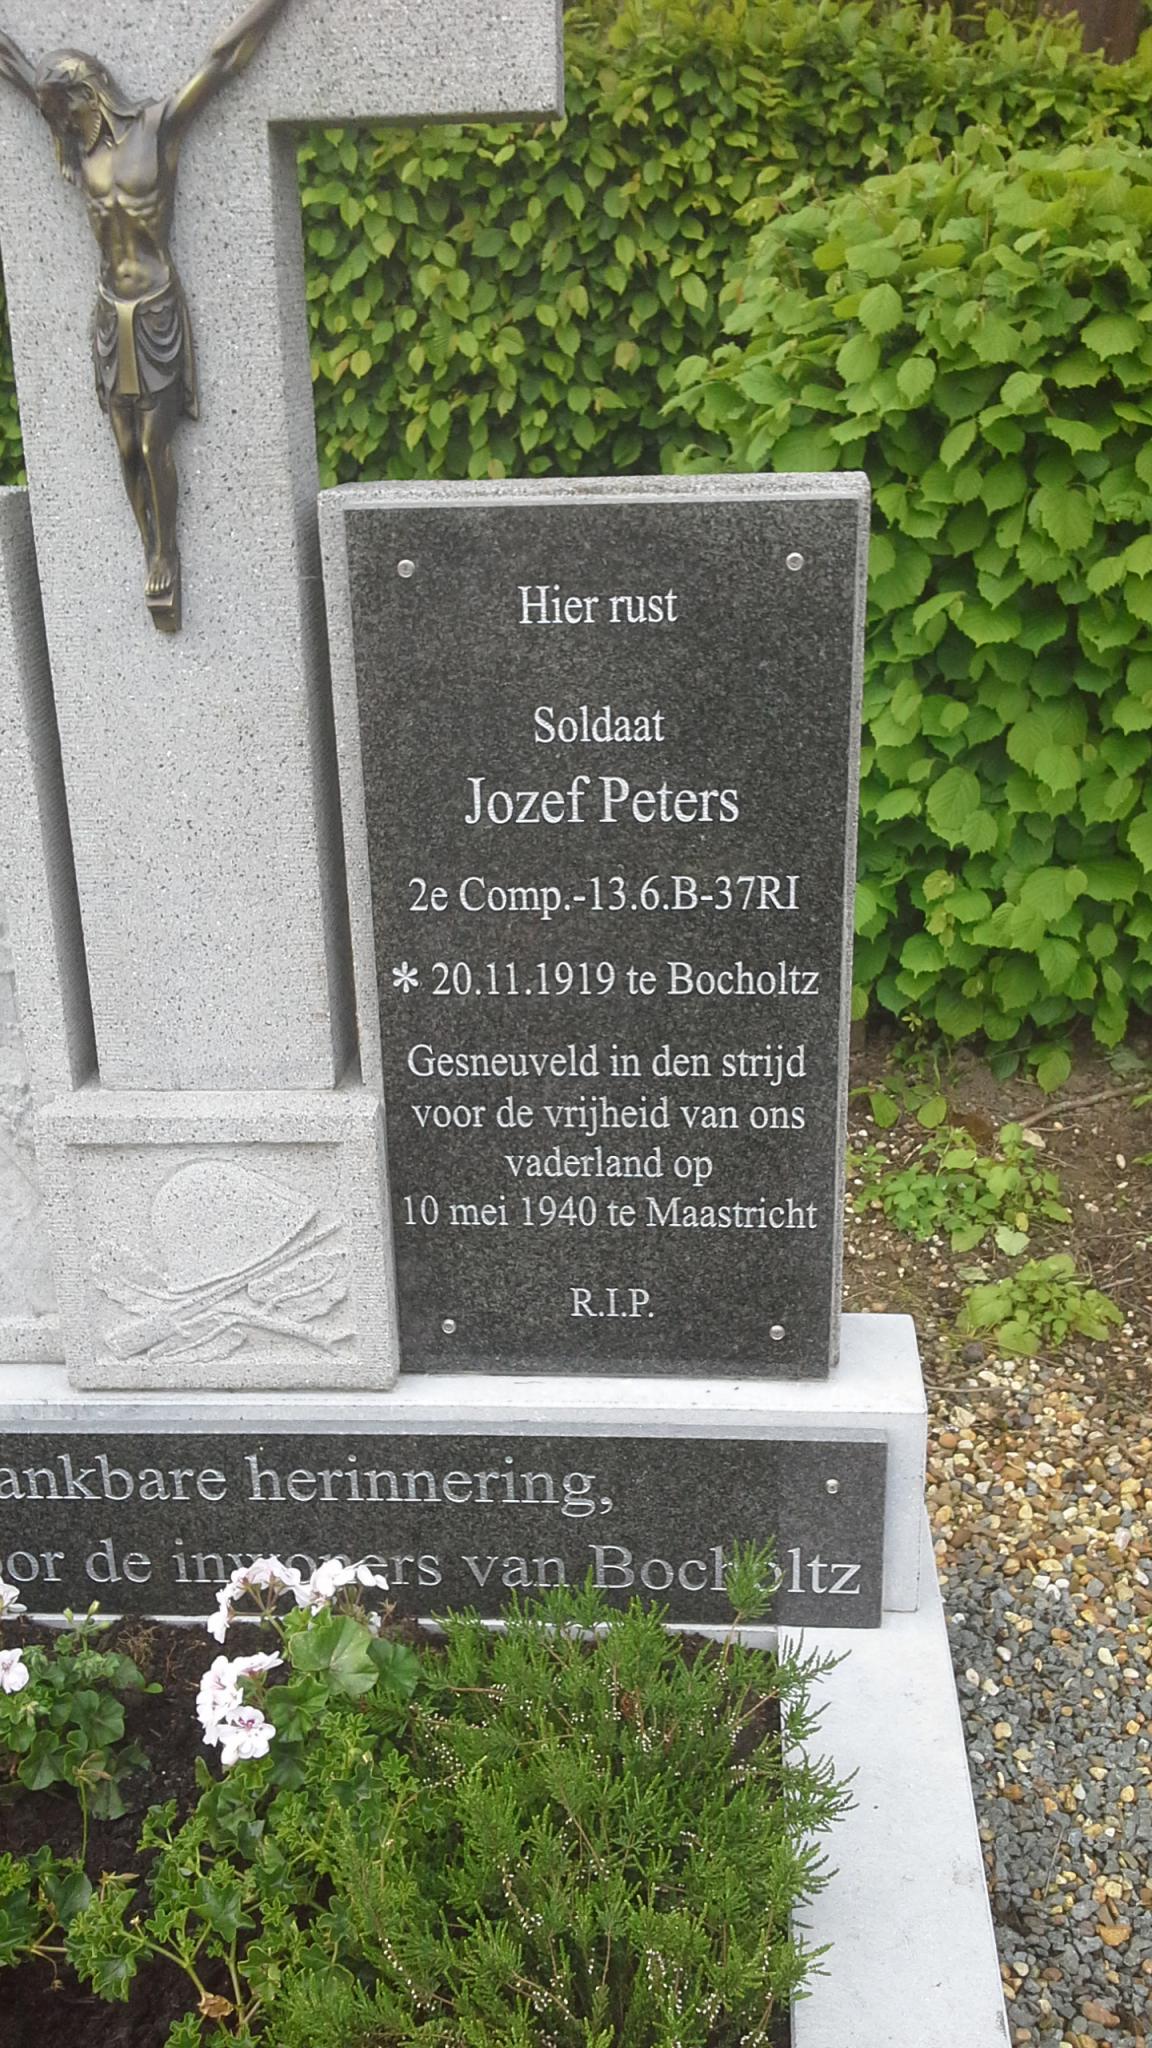 Hier rust
Soldaat
Jozef Peters
2e Comp.-13.6.B-37RI
* 20.11.1919 te Bocholtz
Gesneuveld in den strijd
voor de vrijheid van ons
vaderland op
10 mei 1940 te Maastricht
R.I.P.
ankbare herinnering,
oor de inwoners van Bocholtz